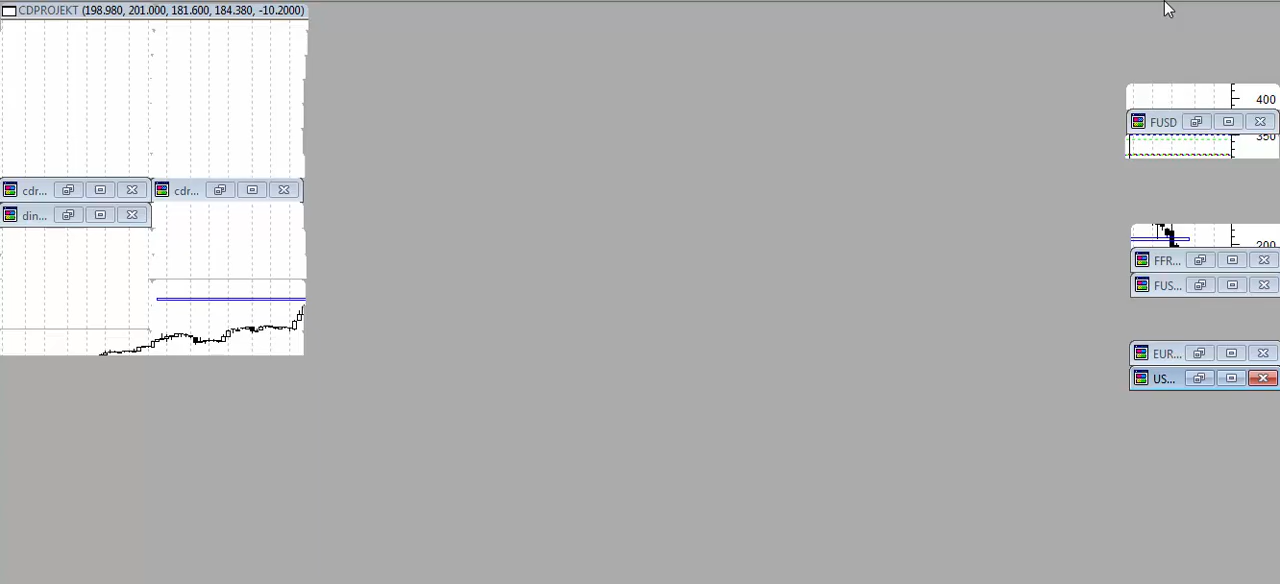 CDPROJEKT (198.980, 201.000, 181.600, 184.380, -10.2000)
400
FUSD
350
cdr...
cdr...
din...
200
FFR...
FUS...
EUR...
US...